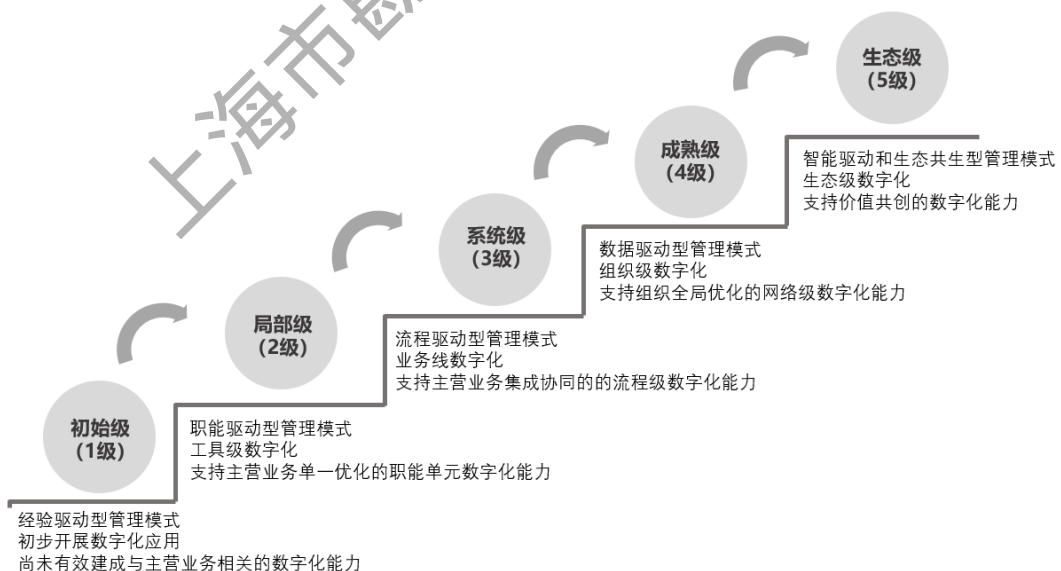 上海市勘
生态级
(5级)
智能驱动和生态共生型管理模式
生态级数字化
支持价值共创的数字化能力
成熟级
(4级)
数据驱动型管理模式
组织级数字化
支持组织全局优化的网络级数字化能力
系统级
(3级)
流程驱动型管理模式
业务线数字化
支持主营业务集成协同的的流程级数字化能力
局部级
(2级)
职能驱动型管理模式
工具级数字化
支持主营业务单一优化的职能单元数字化能力
初始级
(1级)
经验驱动型管理模式
初步开展数字化应用
尚未有效建成与主营业务相关的数字化能力